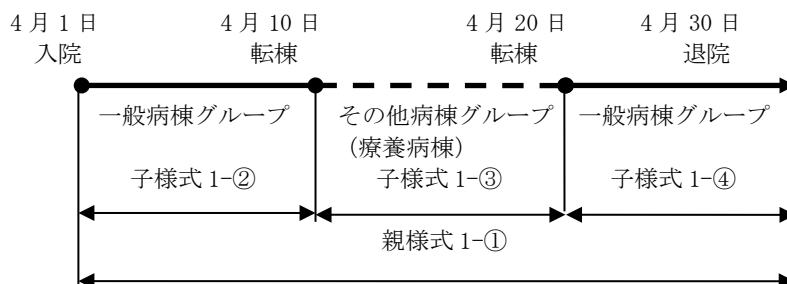 4月1日 4月10日 4月20日 4月30日
入院 転棟 転棟 退院
一般病棟グループ その他病棟グループ 一般病棟グループ
(療養病棟)
子様式1-② 子様式1-③ 子様式1-④
親様式1-①